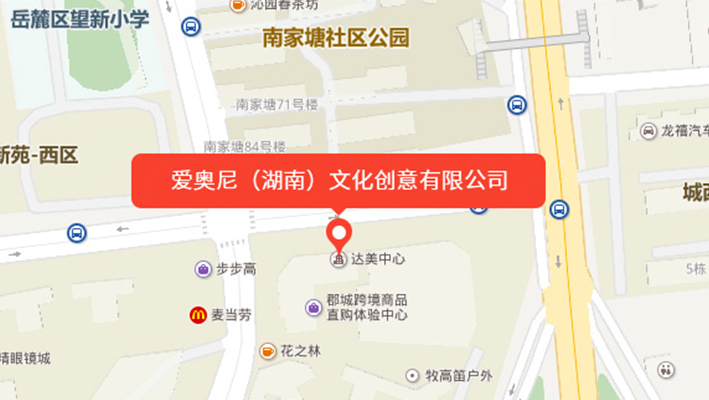 沁园春茶坊
岳麓区望新小学
南家塘社区公园
南家塘71号楼
龙禧汽车
南家塘84号楼
新苑-西区
爱奥尼（湖南）文化创意有限公司
城西
达美中心
步步高
5栋
郡城跨境商品
直购体验中心
麦当劳
花之林
精眼镜城
牧高笛户外